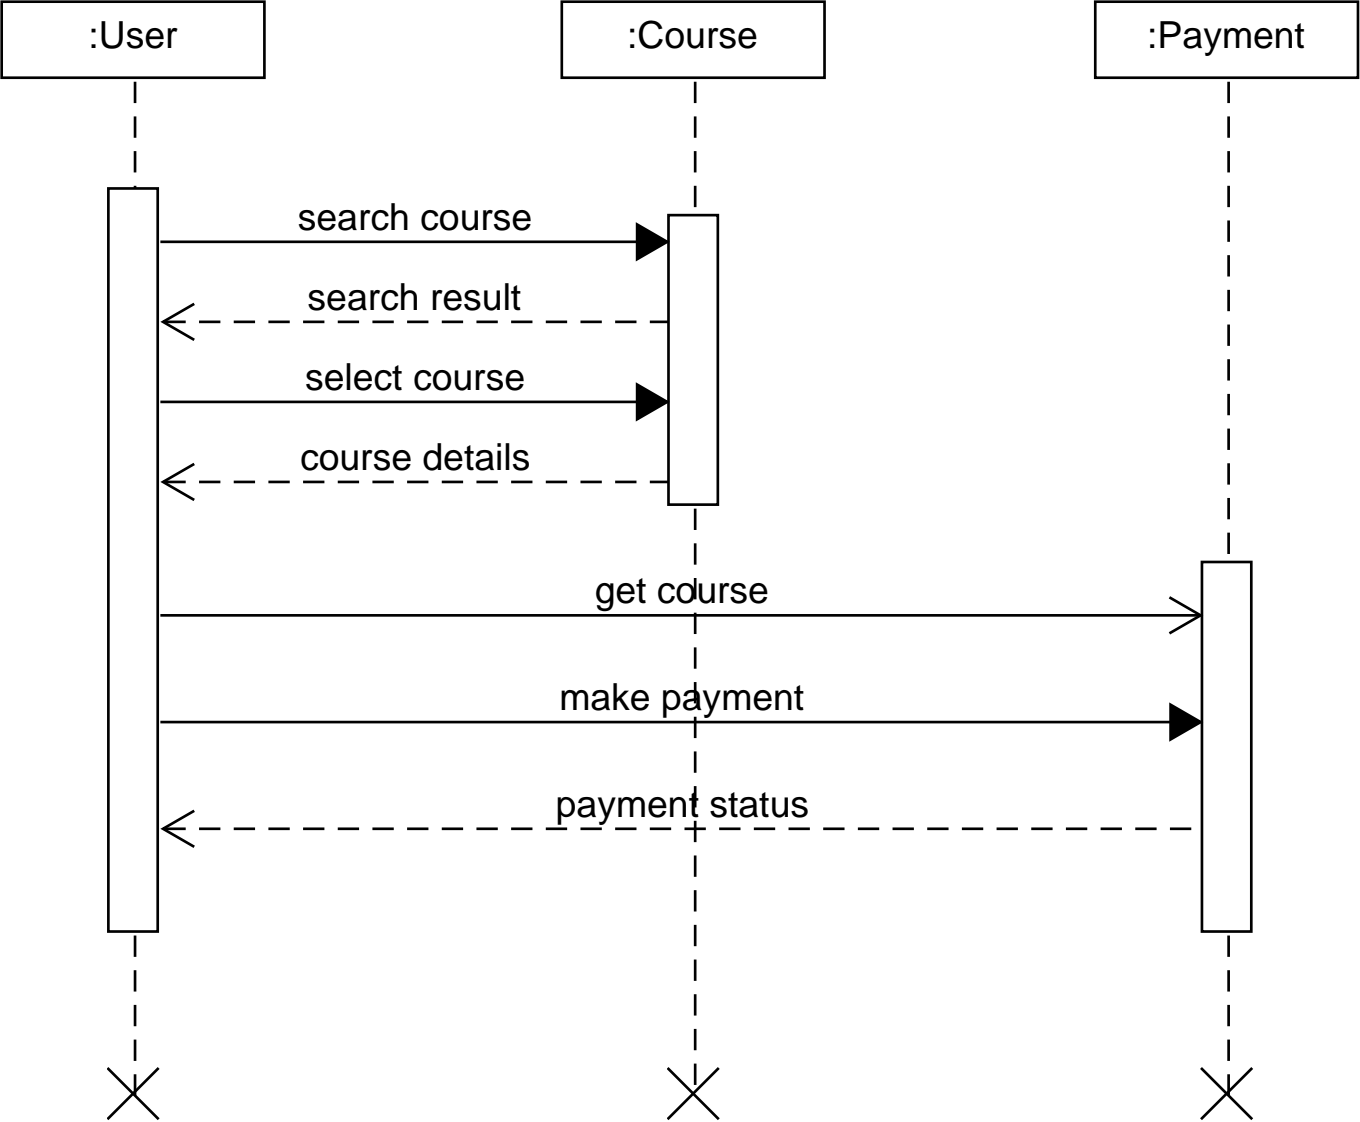 :User
:Course
:Payment
search course
search result
select course
course details
get course
make payment
payment status